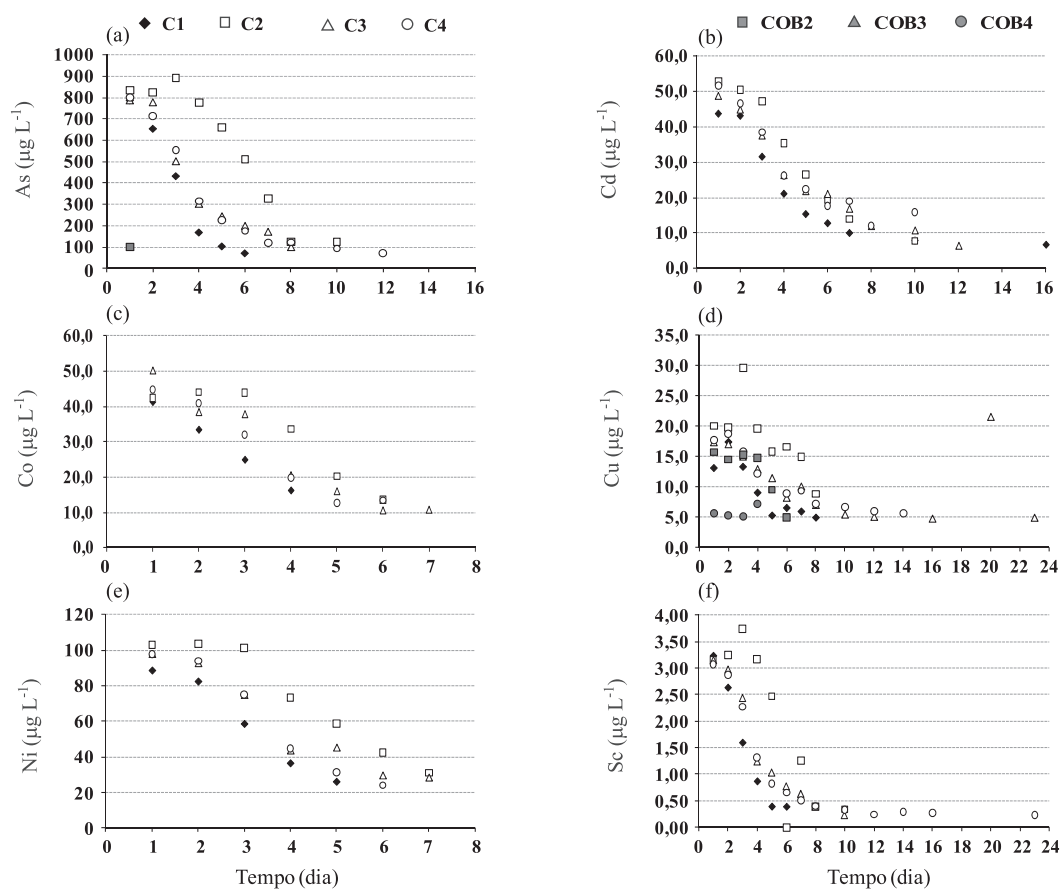 C1 C2 C3 C4
COB2 COB3 COB4
(a)
1000
900
800
700
600
500
400
300
200
100
0
As (µg L⁻¹)
0 2 4 6 8 10 12 14 16
(b)
60,0
50,0
40,0
30,0
20,0
10,0
0,0
Cd (µg L⁻¹)
0 2 4 6 8 10 12 14 16
(c)
60,0
50,0
40,0
30,0
20,0
10,0
0,0
Co (µg L⁻¹)
0 1 2 3 4 5 6 7 8
(d)
35,0
30,0
25,0
20,0
15,0
10,0
5,0
0,0
Cu (µg L⁻¹)
0 2 4 6 8 10 12 14 16 18 20 22 24
(e)
120
100
80
60
40
20
0
Ni (µg L⁻¹)
0 1 2 3 4 5 6 7 8
Tempo (dia)
(f)
4,00
3,50
3,00
2,50
2,00
1,50
1,00
0,50
0,00
Sc (µg L⁻¹)
0 2 4 6 8 10 12 14 16 18 20 22 24
Tempo (dia)